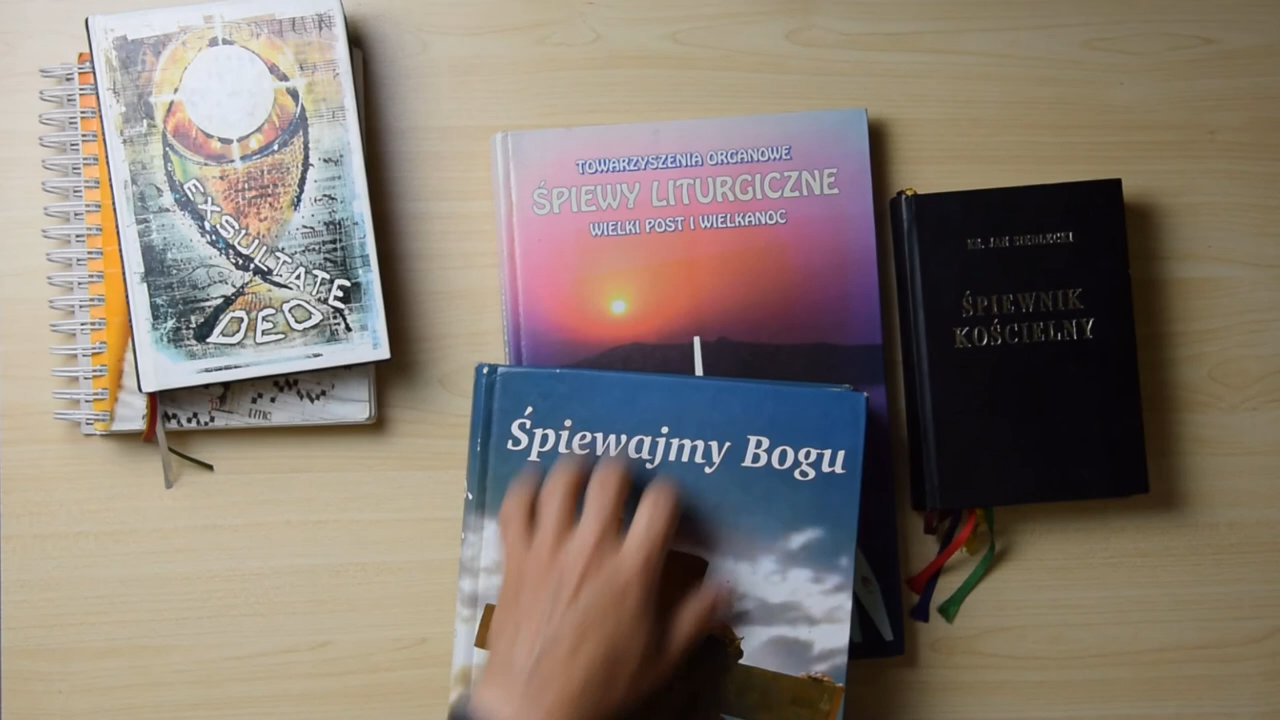 EXSULTATE
DEO
TOWARZYSZENIA ORGANOWE
ŚPIEWY LITURGICZNE
WIELKI POST I WIELKANOC
Śpiewajmy Bogu
KS. JAN SIEDLECKI
ŚPIEWNIK
KOŚCIELNY